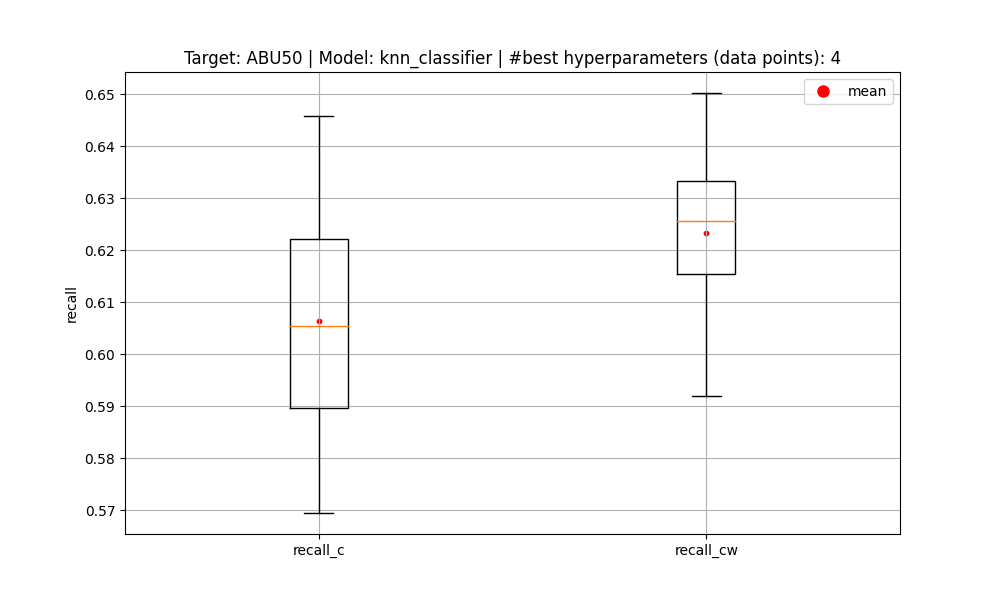 Target: ABU50 | Model: knn_classifier | #best hyperparameters (data points): 4
mean
0.65
0.64
0.63
0.62
0.61
0.60
0.59
0.58
0.57
recall
recall_c
recall_cw